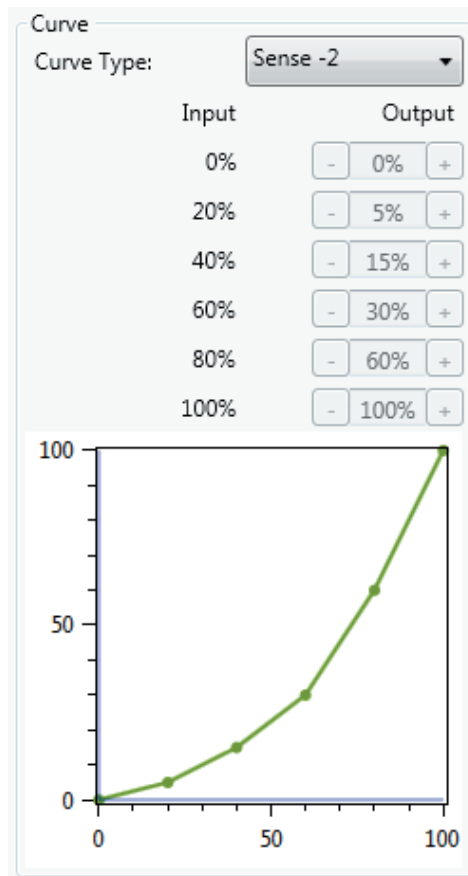 Curve
Curve Type: Sense -2
Input Output
0% - 0% +
20% - 5% +
40% - 15% +
60% - 30% +
80% - 60% +
100% - 100% +
100
50
0
0 50 100